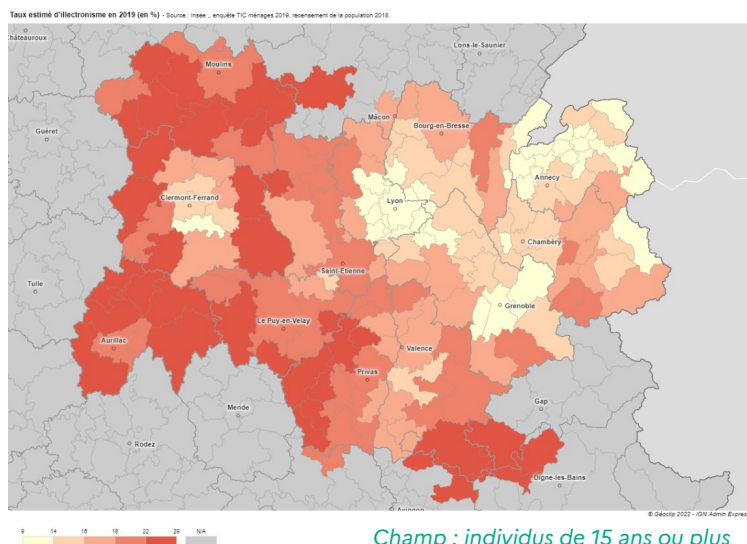 Taux estimé d'illectronisme en 2019 (en %) - Source : Insee ., enquête TIC ménages 2019, recensement de la population 2018.
Châteauroux
Lons-le-Saunier
Moulins
Mâcon
Bourg-en-Bresse
Guéret
Annecy
Clermont-Ferrand
Lyon
Chambéry
Saint-Étienne
Tulle
Grenoble
Le Puy-en-Velay
Aurillac
Valence
Privas
Mende
Gap
Rodez
Digne-les-Bains
Avignon
© Géoclip 2022 - IGN Admin Expres
9 14 16 18 22 29 N/A
Champ : individus de 15 ans ou plus